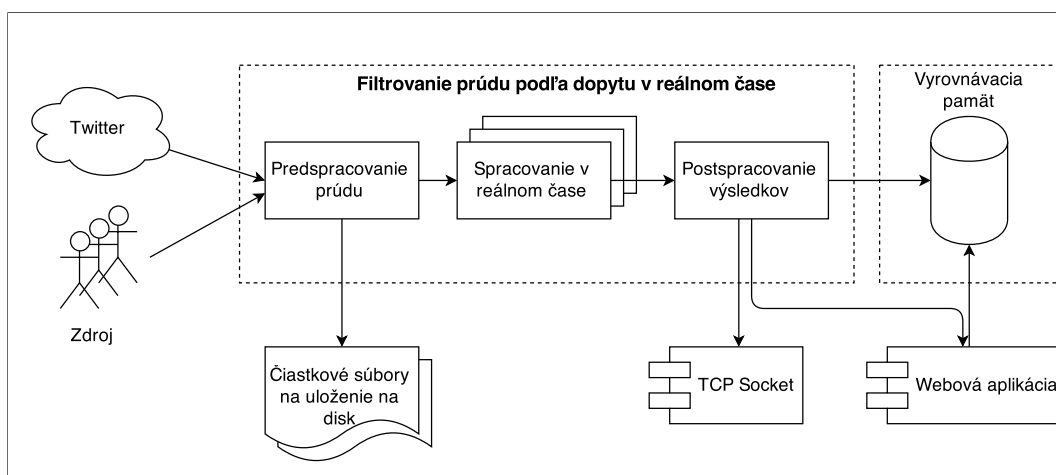 Filtrovanie prúdu podľa dopytu v reálnom čase
Vyrovnávacia
pamät
Twitter
Predspracovanie
prúdu
Spracovanie v
reálnom čase
Postspracovanie
výsledkov
Zdroj
Čiastkové súbory
na uloženie na
disk
TCP Socket
Webová aplikácia